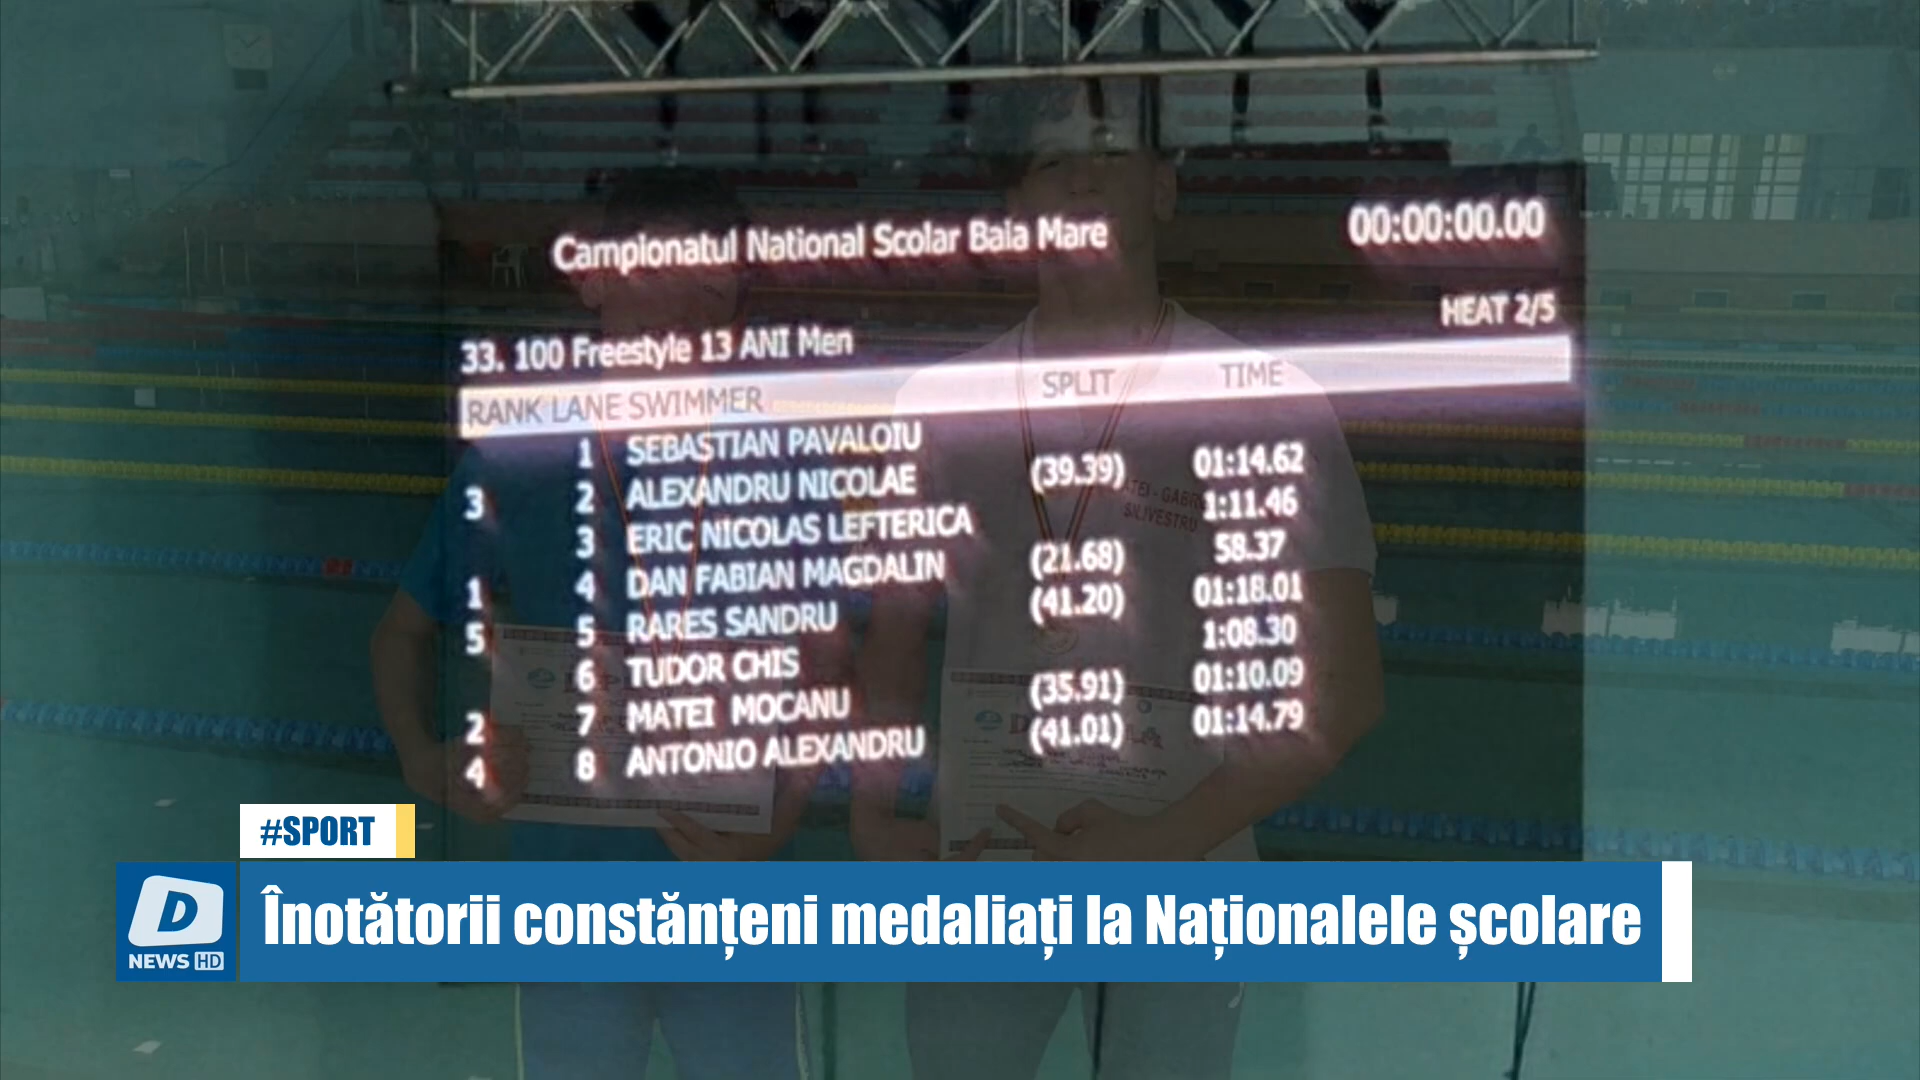 Campionatul National Scolar Baia Mare 00:00:00.00
HEAT 2/5
33. 100 Freestyle 13 ANI Men
RANK LANE SWIMMER SPLIT TIME
1 SEBASTIAN PAVALOIU
3 2 ALEXANDRU NICOLAE (39.39) 01:14.62
3 ERIC NICOLAS LEFTERICA 1:11.46
1 4 DAN FABIAN MAGDALIN (21.68) 58.37
5 5 RARES SANDRU (41.20) 01:18.01
6 TUDOR CHIS 1:08.30
2 7 MATEI MOCANU (35.91) 01:10.09
4 8 ANTONIO ALEXANDRU (41.01) 01:14.79
SILIVESTRU
#SPORT
Înotătorii constănțeni medaliați la Naționalele școlare
D
NEWS HD